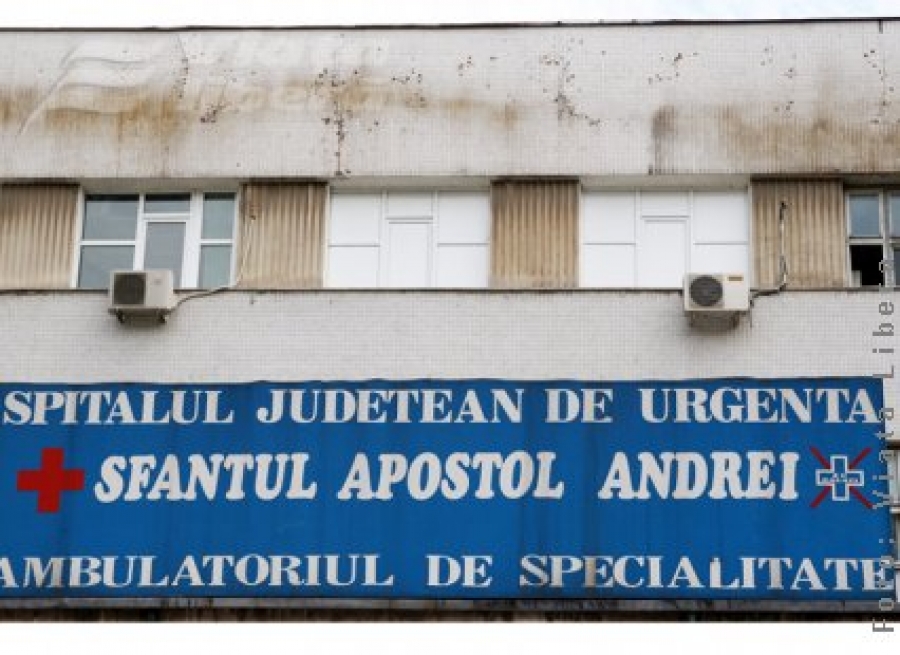 SPITALUL JUDETEAN DE URGENTA
SFANTUL APOSTOL ANDREI
AMBULATORIUL DE SPECIALITATE
Foto: Viata Libera